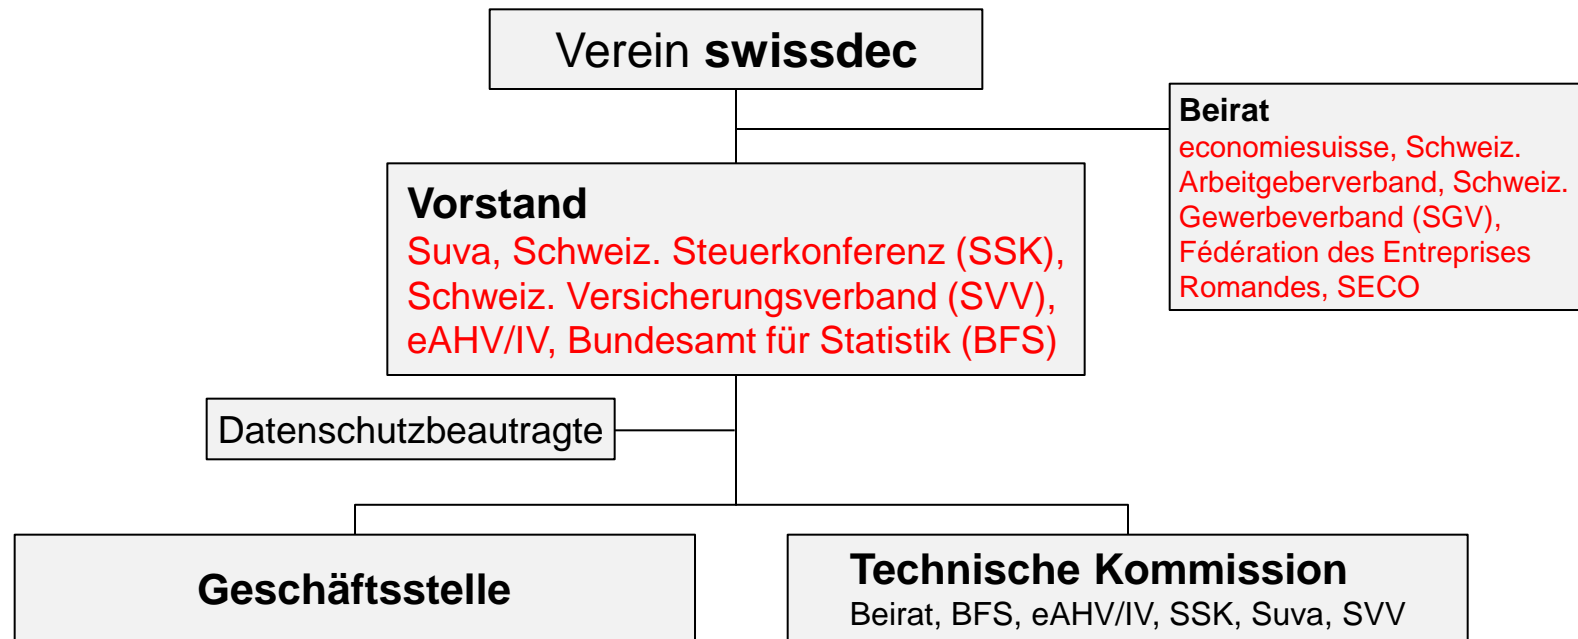 Verein swissdec
Beirat
economiesuisse, Schweiz.
Arbeitgeberverband, Schweiz.
Gewerbeverband (SGV),
Fédération des Entreprises
Romandes, SECO
Vorstand
Suva, Schweiz. Steuerkonferenz (SSK),
Schweiz. Versicherungsverband (SVV),
eAHV/IV, Bundesamt für Statistik (BFS)
Datenschutzbeautragte
Geschäftsstelle
Technische Kommission
Beirat, BFS, eAHV/IV, SSK, Suva, SVV